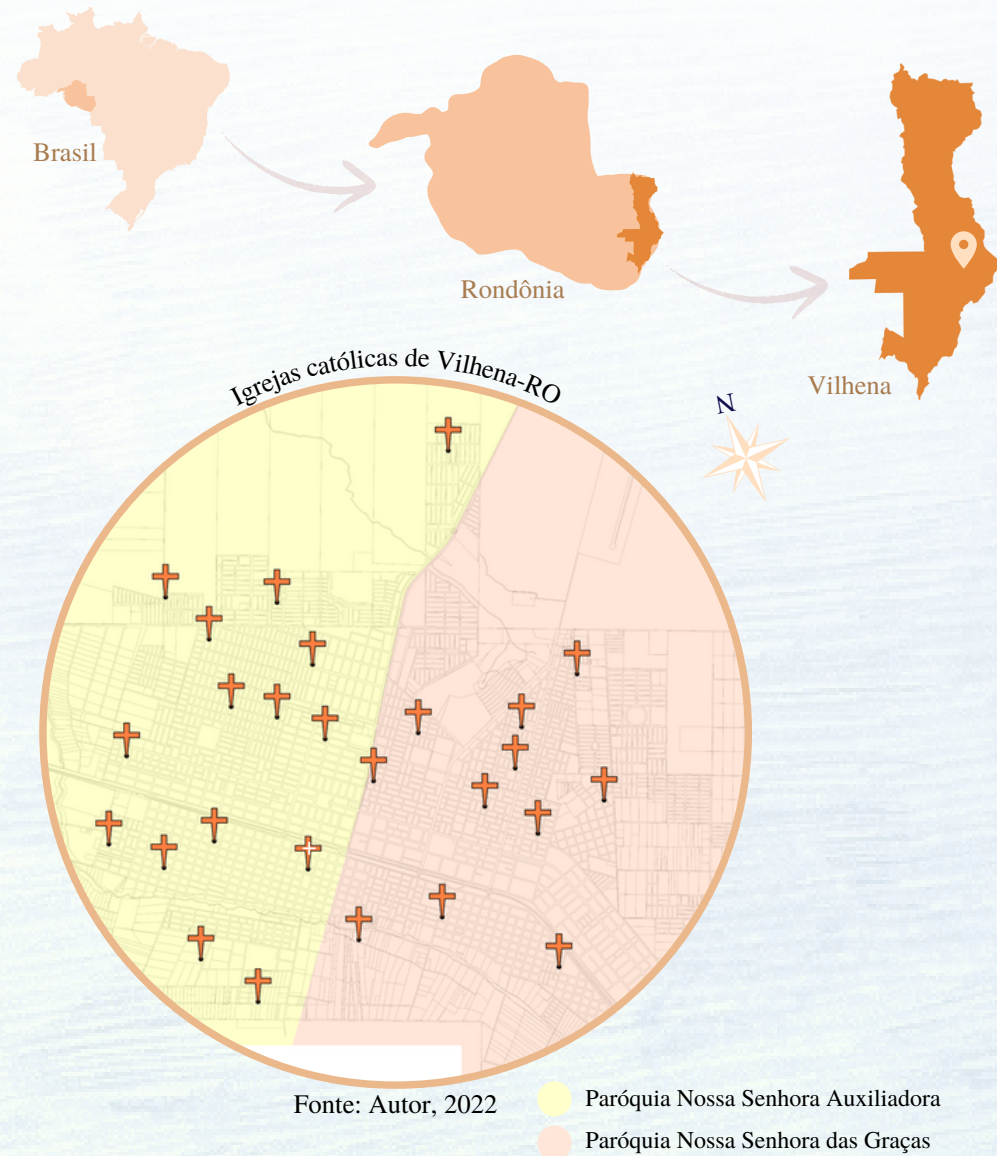 Brasil
Rondônia
Vilhena
Igrejas católicas de Vilhena-RO
N
Fonte: Autor, 2022
Paróquia Nossa Senhora Auxiliadora
Paróquia Nossa Senhora das Graças